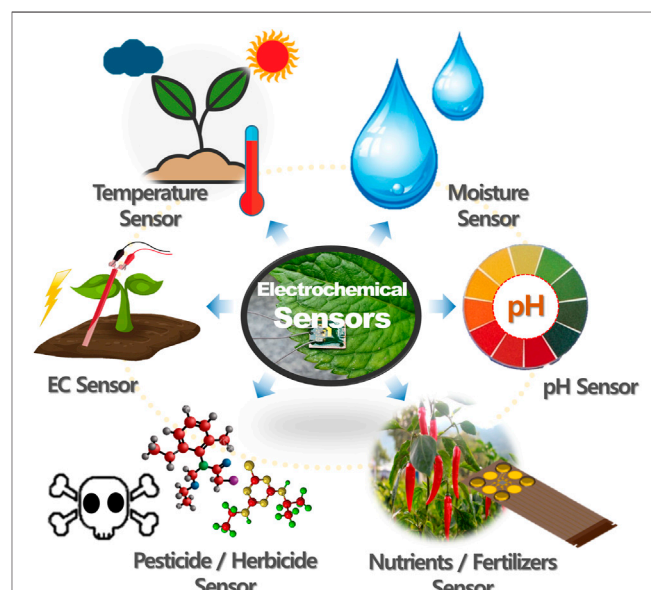 Temperature
Sensor
Moisture
Sensor
Electrochemical
Sensors
pH
EC Sensor
pH Sensor
Pesticide / Herbicide
Sensor
Nutrients / Fertilizers
Sensor